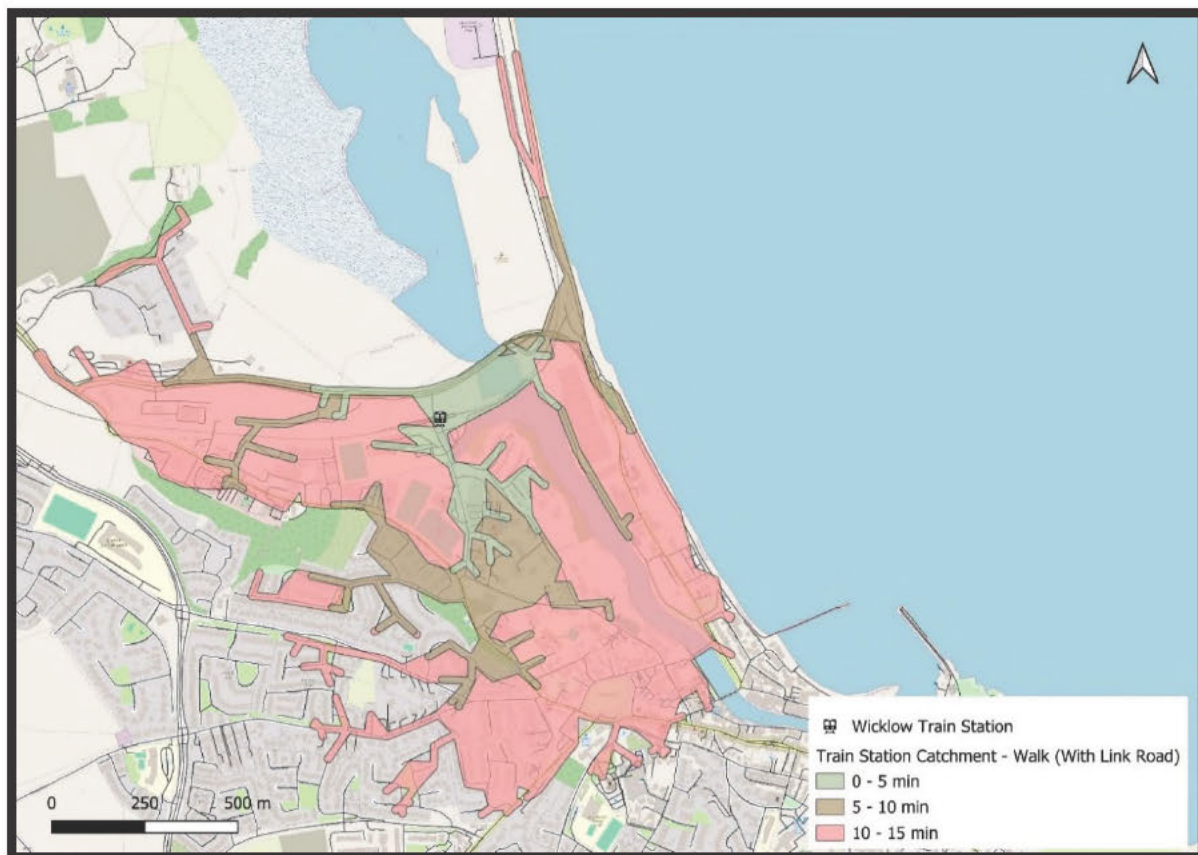 Wicklow Train Station
Train Station Catchment - Walk (With Link Road)
0 - 5 min
5 - 10 min
10 - 15 min
0 250 500 m